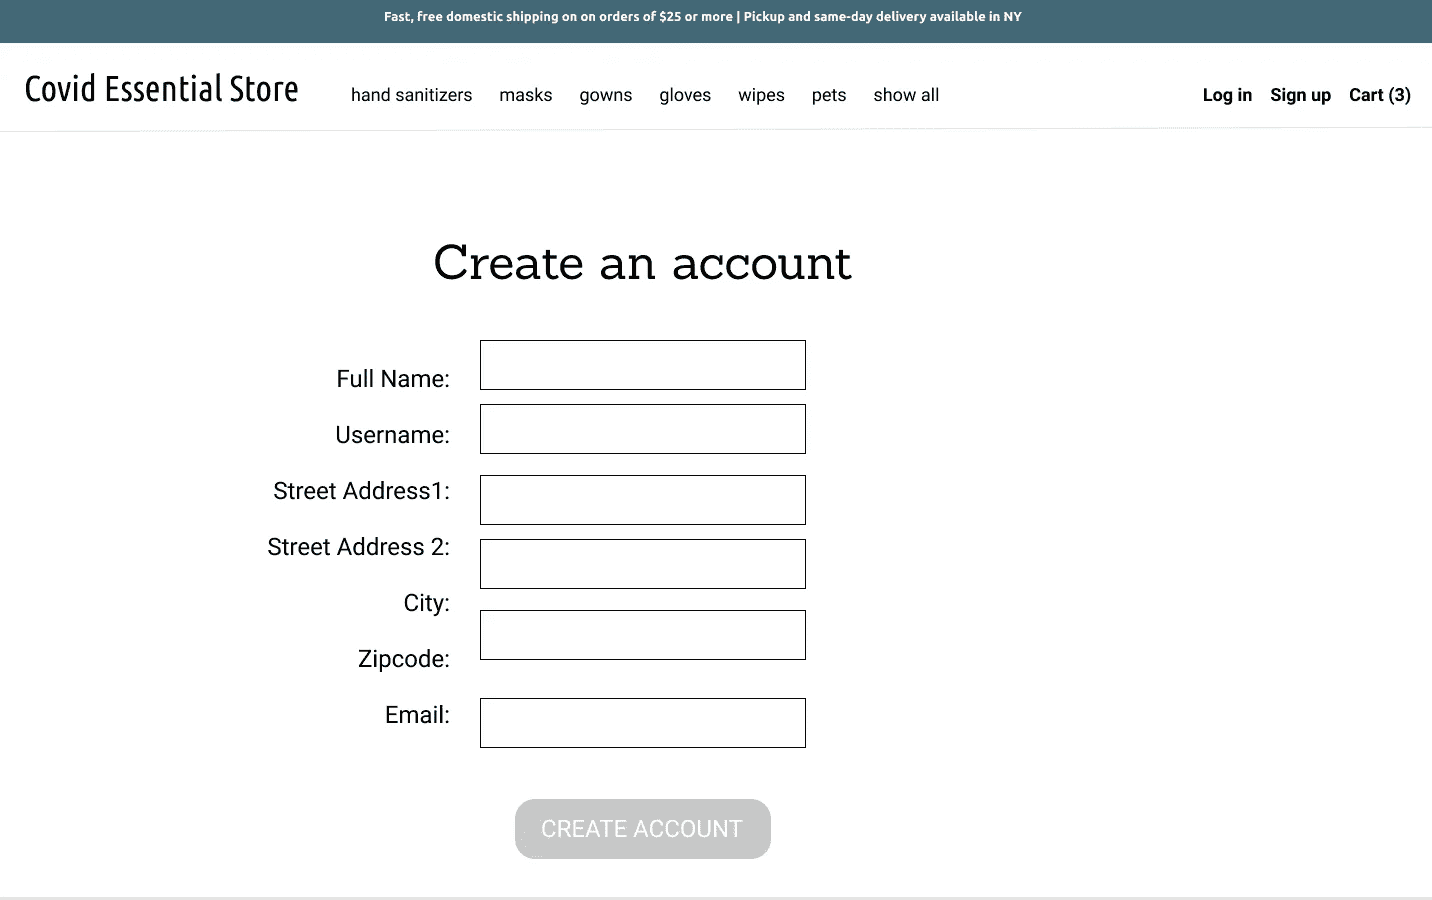 Fast, free domestic shipping on on orders of $25 or more | Pickup and same-day delivery available in NY
Covid Essential Store hand sanitizers masks gowns gloves wipes pets show all Log in Sign up Cart (3)
Create an account
Full Name:
Username:
Street Address1:
Street Address 2:
City:
Zipcode:
Email:
CREATE ACCOUNT